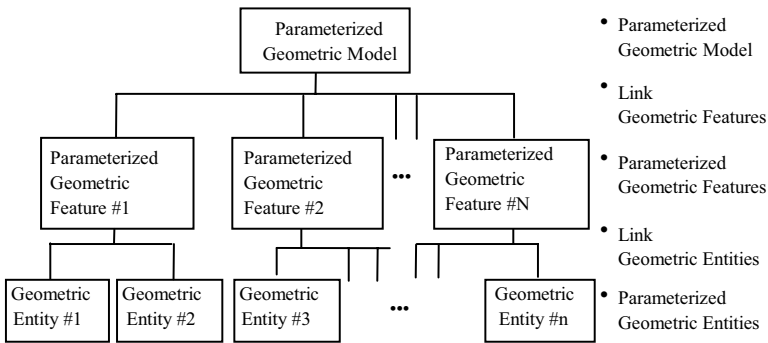 Parameterized
Geometric Model
Parameterized
Geometric
Feature #1
Parameterized
Geometric
Feature #2
...
Parameterized
Geometric
Feature #N
Geometric
Entity #1
Geometric
Entity #2
Geometric
Entity #3
...
Geometric
Entity #n
• Parameterized
Geometric Model
• Link
Geometric Features
• Parameterized
Geometric Features
• Link
Geometric Entities
• Parameterized
Geometric Entities